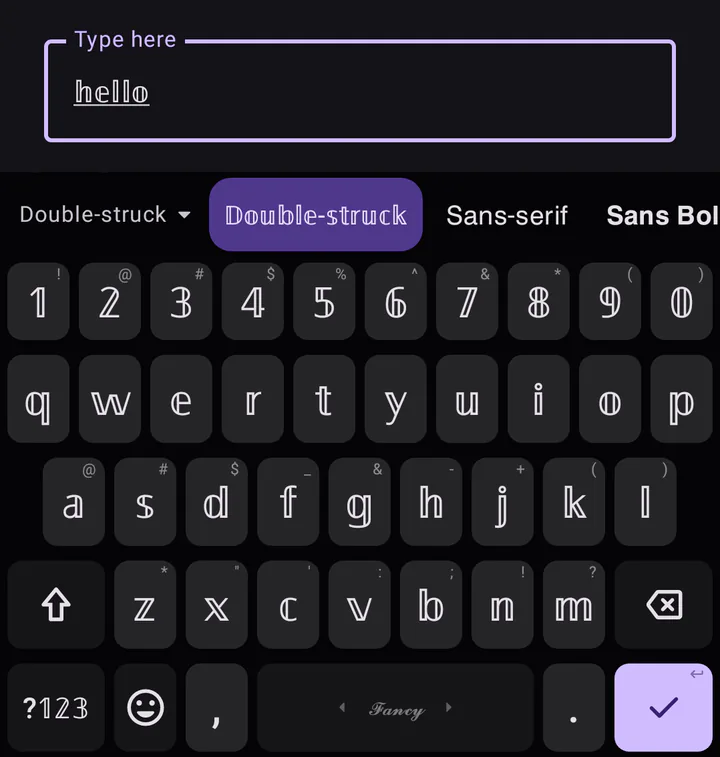 Type here
𝕙𝕖𝕝𝕝𝕠
Double-struck 𝔻𝕠𝕦𝕓𝕝𝕖-𝕤𝕥𝕣𝕦𝕔𝕜 Sans-serif Sans Bol
! @ # $ % ^ & * ( )
𝟙 𝟚 𝟛 𝟜 𝟝 𝟞 𝟟 𝟠 𝟡 𝟘
𝕢 𝕨 𝕖 𝕣 𝕥 𝕪 𝕦 𝕚 𝕠 𝕡
@ # $ _ & - + ( )
𝕒 𝕤 𝕕 𝕗 𝕘 𝕙 𝕛 𝕜 𝕝
* " ' : ; ! ?
𝕫 𝕩 𝕔 𝕧 𝕓 𝕟 𝕞
?𝟙𝟚𝟛 , 𝓕𝓪𝓷𝓬𝔂 .